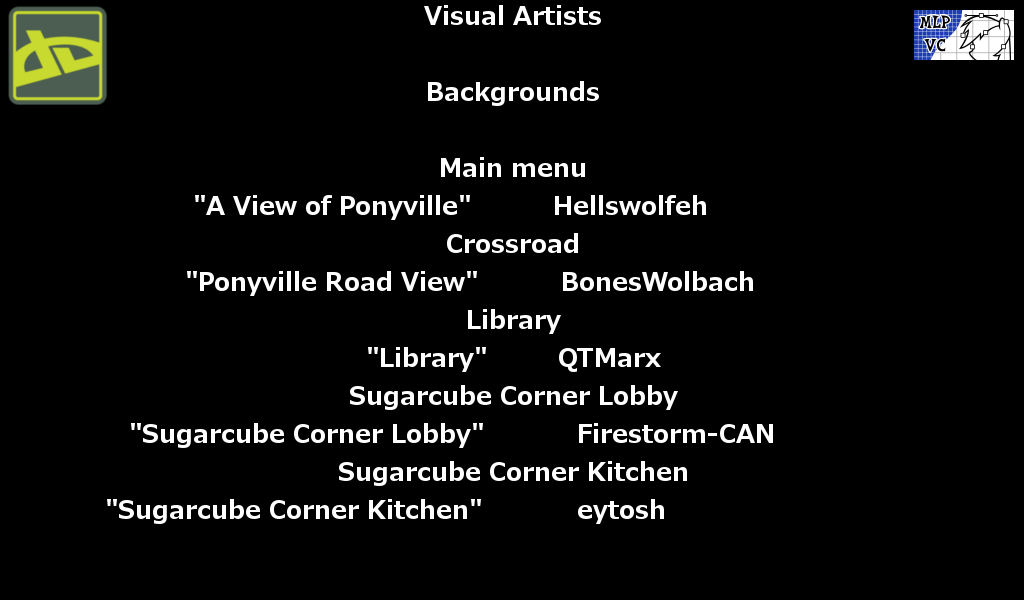 Visual Artists
MLP
VC
Backgrounds
Main menu
"A View of Ponyville" Hellswolfeh
Crossroad
"Ponyville Road View" BonesWolbach
Library
"Library" QTMarx
Sugarcube Corner Lobby
"Sugarcube Corner Lobby" Firestorm-CAN
Sugarcube Corner Kitchen
"Sugarcube Corner Kitchen" eytosh